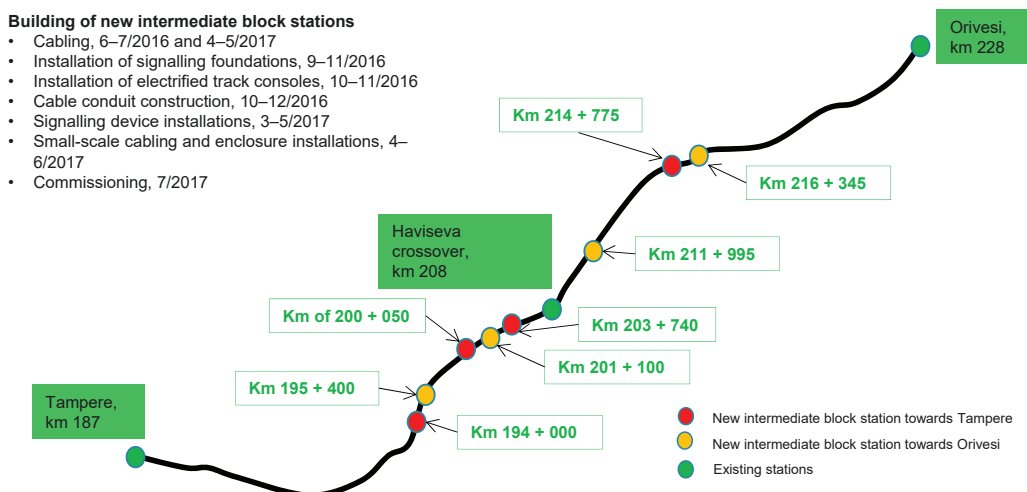 Building of new intermediate block stations
• Cabling, 6–7/2016 and 4–5/2017
• Installation of signalling foundations, 9–11/2016
• Installation of electrified track consoles, 10–11/2016
• Cable conduit construction, 10–12/2016
• Signalling device installations, 3–5/2017
• Small-scale cabling and enclosure installations, 4–
6/2017
• Commissioning, 7/2017
Orivesi,
km 228
Km 214 + 775
Km 216 + 345
Haviseva
crossover,
km 208
Km 211 + 995
Km of 200 + 050
Km 203 + 740
Km 201 + 100
Km 195 + 400
Tampere,
km 187
Km 194 + 000
New intermediate block station towards Tampere
New intermediate block station towards Orivesi
Existing stations